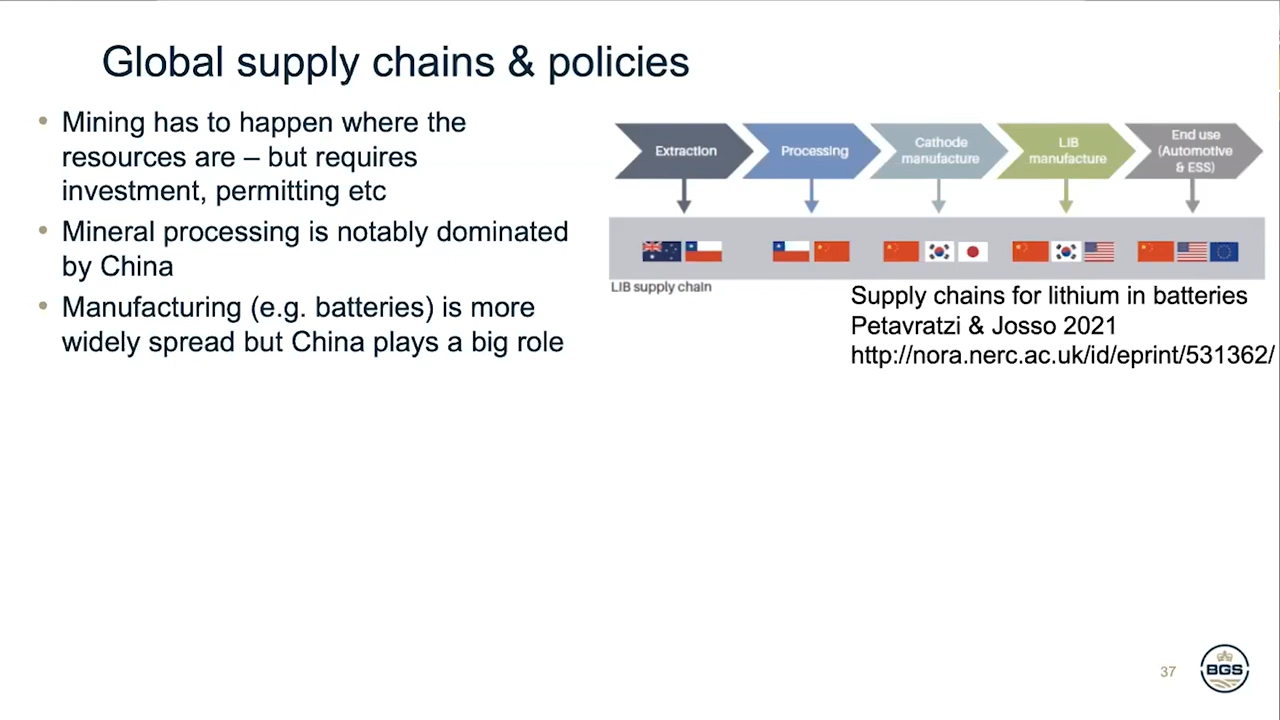 Global supply chains & policies
• Mining has to happen where the
resources are – but requires
investment, permitting etc
• Mineral processing is notably dominated
by China
• Manufacturing (e.g. batteries) is more
widely spread but China plays a big role
Extraction
Processing
Cathode
manufacture
LIB
manufacture
End use
(Automotive
& ESS)
LIB supply chain
Supply chains for lithium in batteries
Petavratzi & Josso 2021
http://nora.nerc.ac.uk/id/eprint/531362/
37
BGS